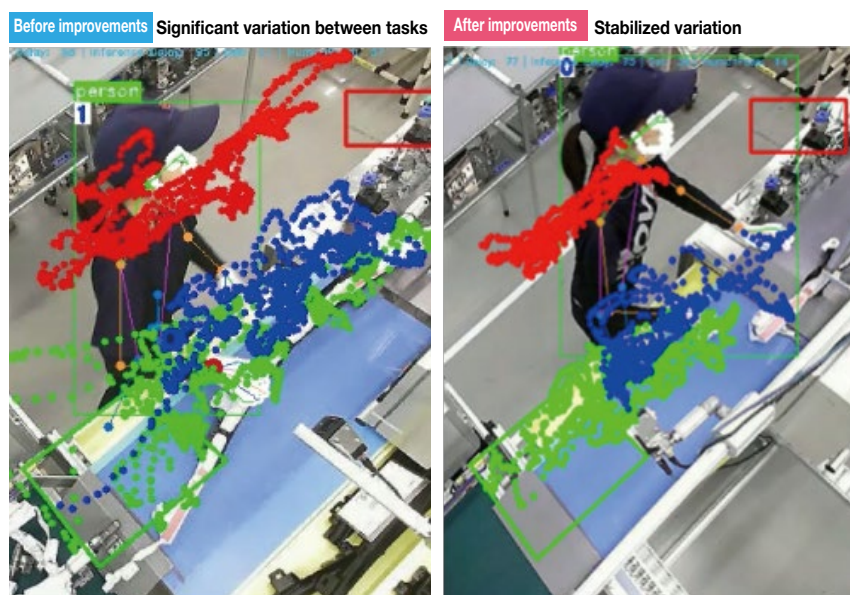 Before improvements
Significant variation between tasks
After improvements
Stabilized variation
person
1
person
0